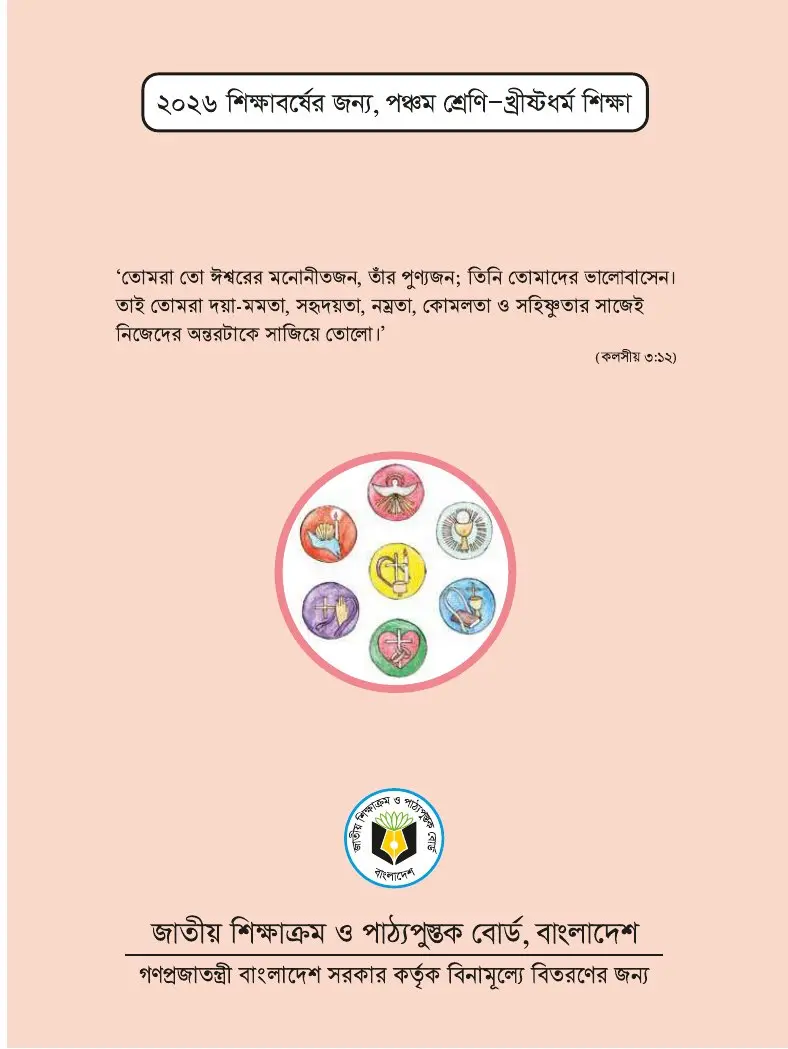 ২০২৬ শিক্ষাবর্ষের জন্য, পঞ্চম শ্রেণি–খ্রীষ্টধর্ম শিক্ষা
‘তোমরা তো ঈশ্বরের মনোনীতজন, তাঁর পুণ্যজন; তিনি তোমাদের ভালোবাসেন।
তাই তোমরা দয়া-মমতা, সহৃদয়তা, নম্রতা, কোমলতা ও সহিষ্ণুতার সাজেই
নিজেদের অন্তরটাকে সাজিয়ে তোলো।’
(কলসীয় ৩:১২)
জাতীয় শিক্ষাক্রম ও পাঠ্যপুস্তক বোর্ড
বাংলাদেশ
জাতীয় শিক্ষাক্রম ও পাঠ্যপুস্তক বোর্ড, বাংলাদেশ
গণপ্রজাতন্ত্রী বাংলাদেশ সরকার কর্তৃক বিনামূল্যে বিতরণের জন্য